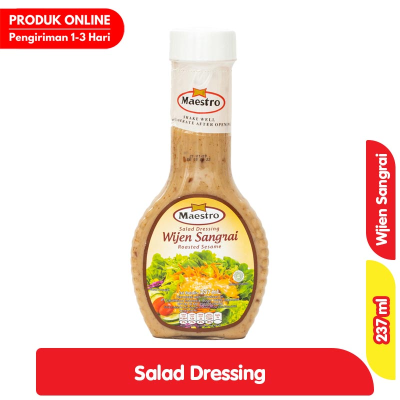 PRODUK ONLINE
Pengiriman 1-3 Hari
Maestro
SHAKE WELL
Maestro
Salad Dressing
Wijen Sangrai
Roasted Sesame
Wijen Sangrai
237 ml
Salad Dressing